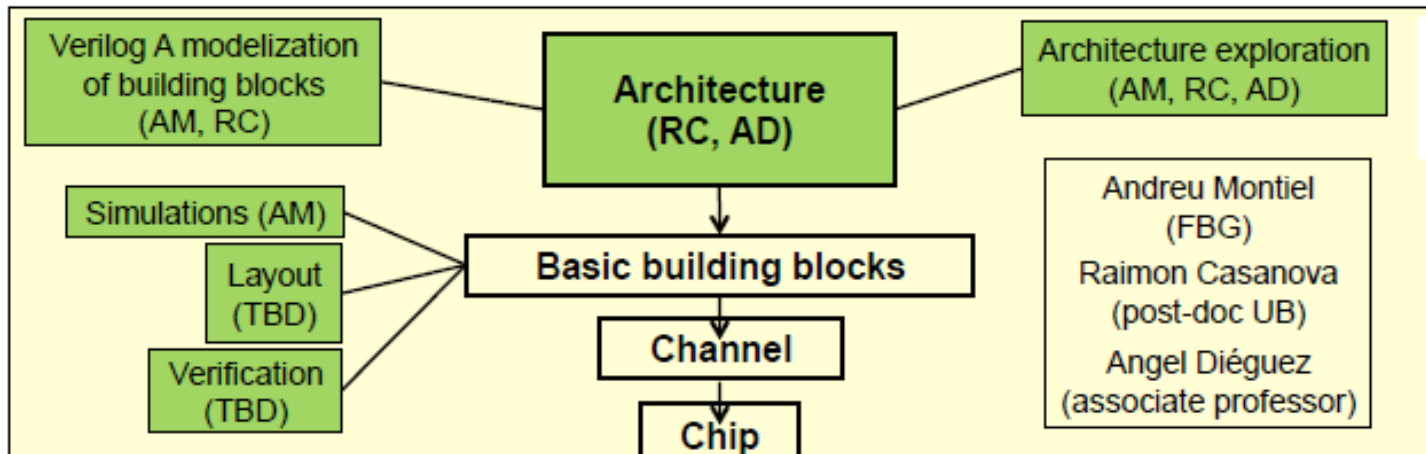 Verilog A modelization
of building blocks
(AM, RC)
Architecture
(RC, AD)
Architecture exploration
(AM, RC, AD)
Simulations (AM)
Layout
(TBD)
Verification
(TBD)
Basic building blocks
Channel
Chip
Andreu Montiel
(FBG)
Raimon Casanova
(post-doc UB)
Angel Diéguez
(associate professor)